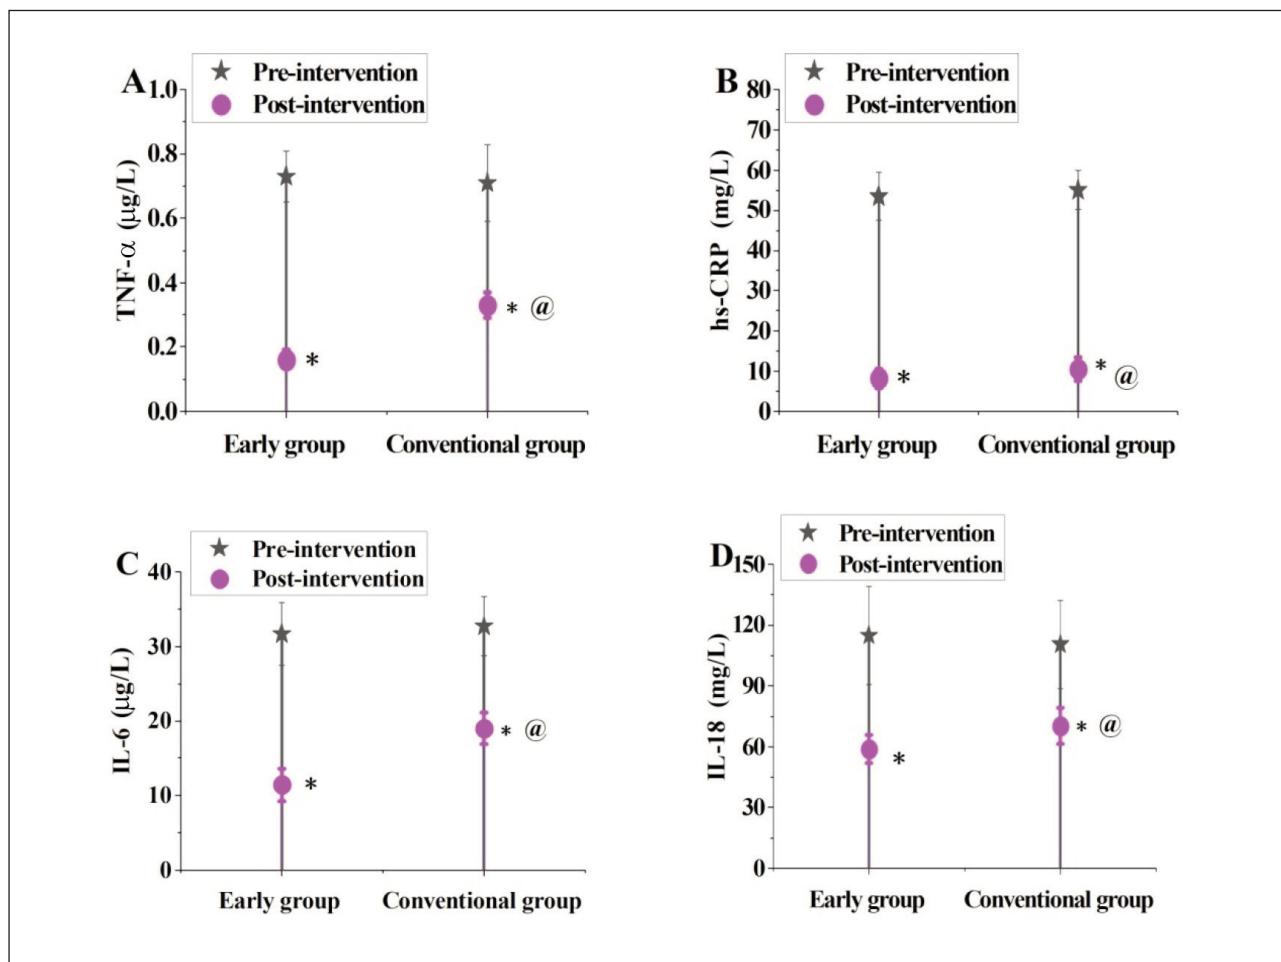 A
Pre-intervention
Post-intervention
1.0
0.8
0.6
0.4
0.2
0.0
TNF-α (μg/L)
*
* @
Early group
Conventional group
B
Pre-intervention
Post-intervention
80
70
60
50
40
30
20
10
0
hs-CRP (mg/L)
*
* @
Early group
Conventional group
C
Pre-intervention
Post-intervention
40
30
20
10
0
IL-6 (μg/L)
*
* @
Early group
Conventional group
D
Pre-intervention
Post-intervention
150
120
90
60
30
0
IL-18 (mg/L)
*
* @
Early group
Conventional group